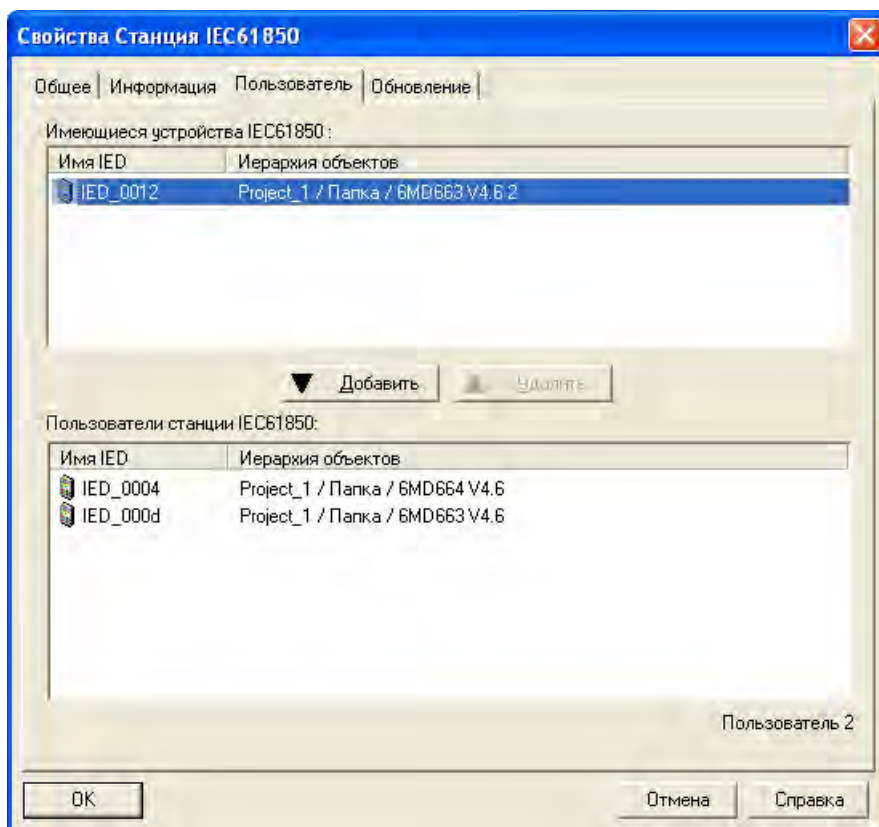 Свойства Станция IEC61850
Общее Информация Пользователь Обновление
Имеющиеся устройства IEC61850 :
Имя IED Иерархия объектов
IED_0012 Project_1 / Папка / 6MD663 V4.6 2
Добавить Удалить
Пользователи станции IEC61850:
Имя IED Иерархия объектов
IED_0004 Project_1 / Папка / 6MD664 V4.6
IED_000d Project_1 / Папка / 6MD663 V4.6
Пользователь 2
OK Отмена Справка